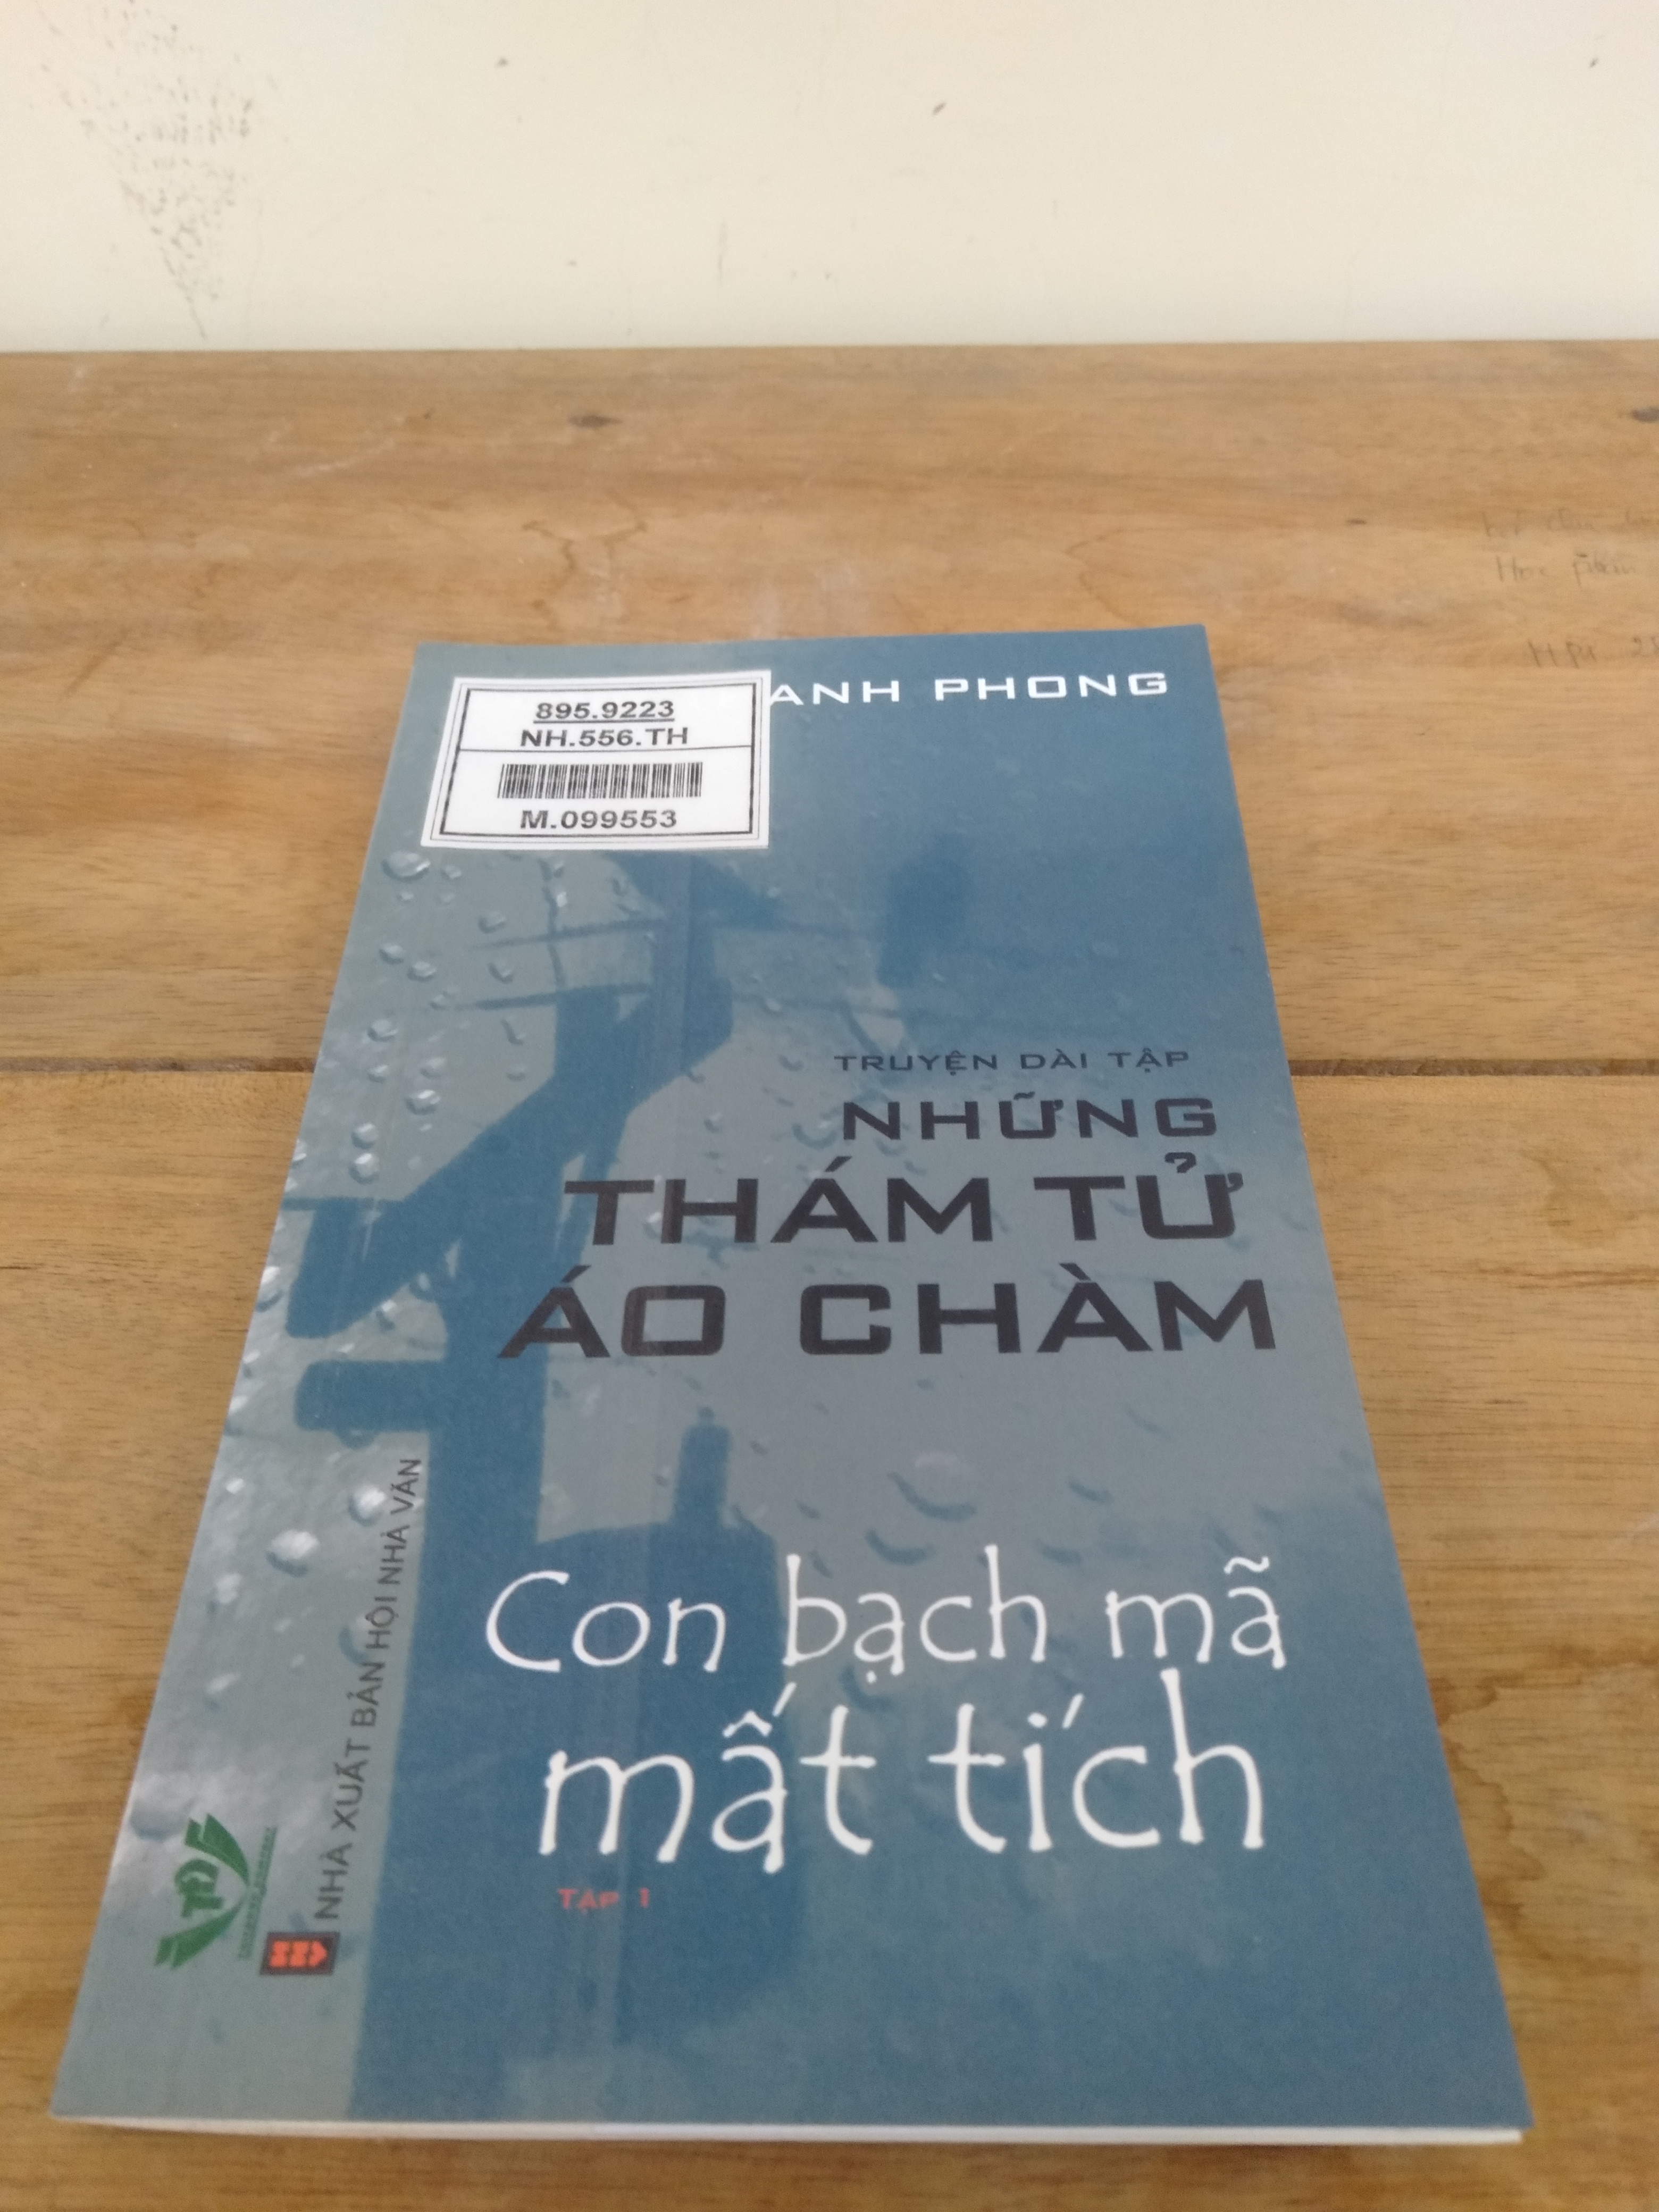 ANH PHONG
895.9223
NH.556.TH
M.099553
TRUYỆN DÀI TẬP
NHỮNG
THÁM TỬ
ÁO CHÀM
Con bạch mã
mất tích
TẬP 1
NHÀ XUẤT BẢN HỘI NHÀ VĂN
HNV